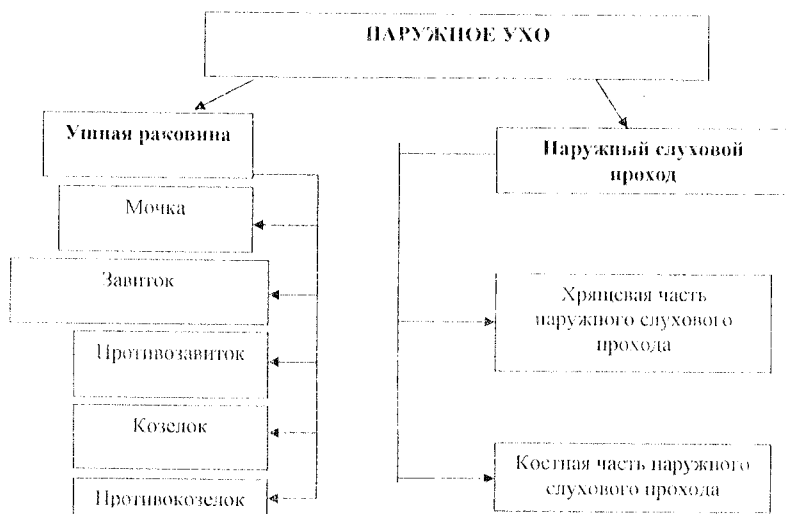 НАРУЖНОЕ УХО
Ушная раковина
Мочка
Завиток
Противозавиток
Козелок
Противокозелок
Наружный слуховой
проход
Хрящевая часть
наружного слухового
прохода
Костная часть наружного
слухового прохода